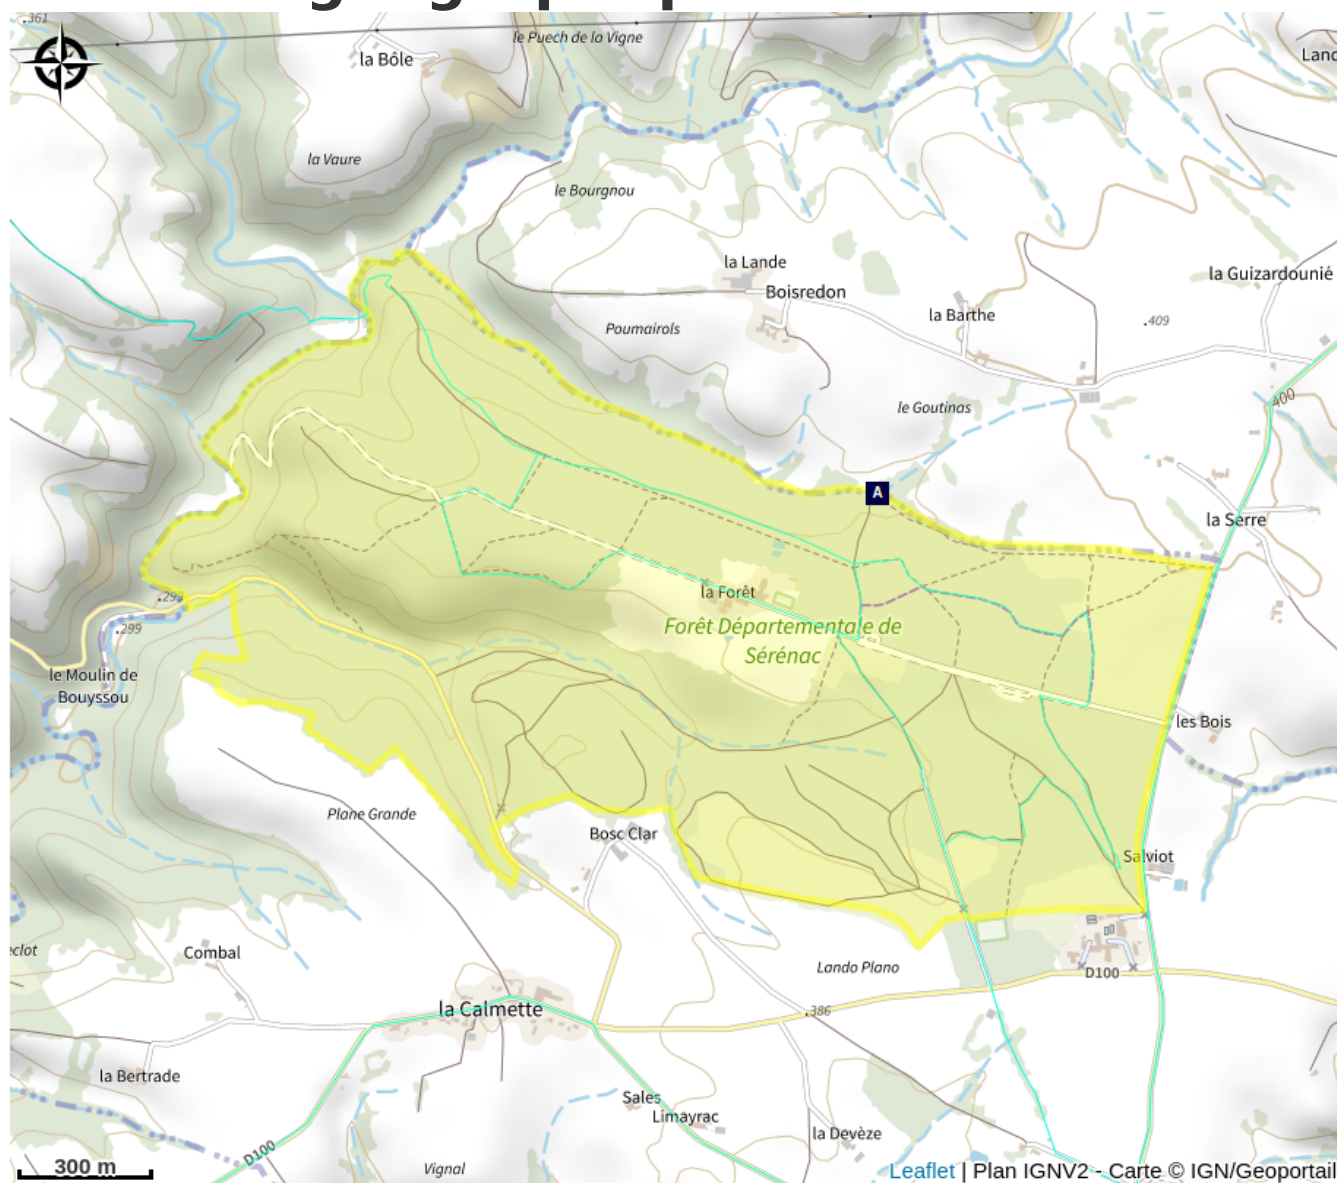 .361
le Puech de la Vigne
la Bôle
Land
la Vaure
le Bourgnou
la Lande
Boisredon
la Guizardounié
la Barthe
.409
Poumairols
le Goutinas
400
A
la Serre
la Forêt
.299
Forêt Départementale de
Sérénac
.299
le Moulin de
Bouyssou
les Bois
Plane Grande
Bosc Clar
Salviot
eclot
Combal
Lando Plano
D100
la Calmette
.386
la Bertrade
Sales
Limayrac
la Devèze
D100
Vignal
300 m
Leaflet | Plan IGNV2 - Carte © IGN/Geoportail